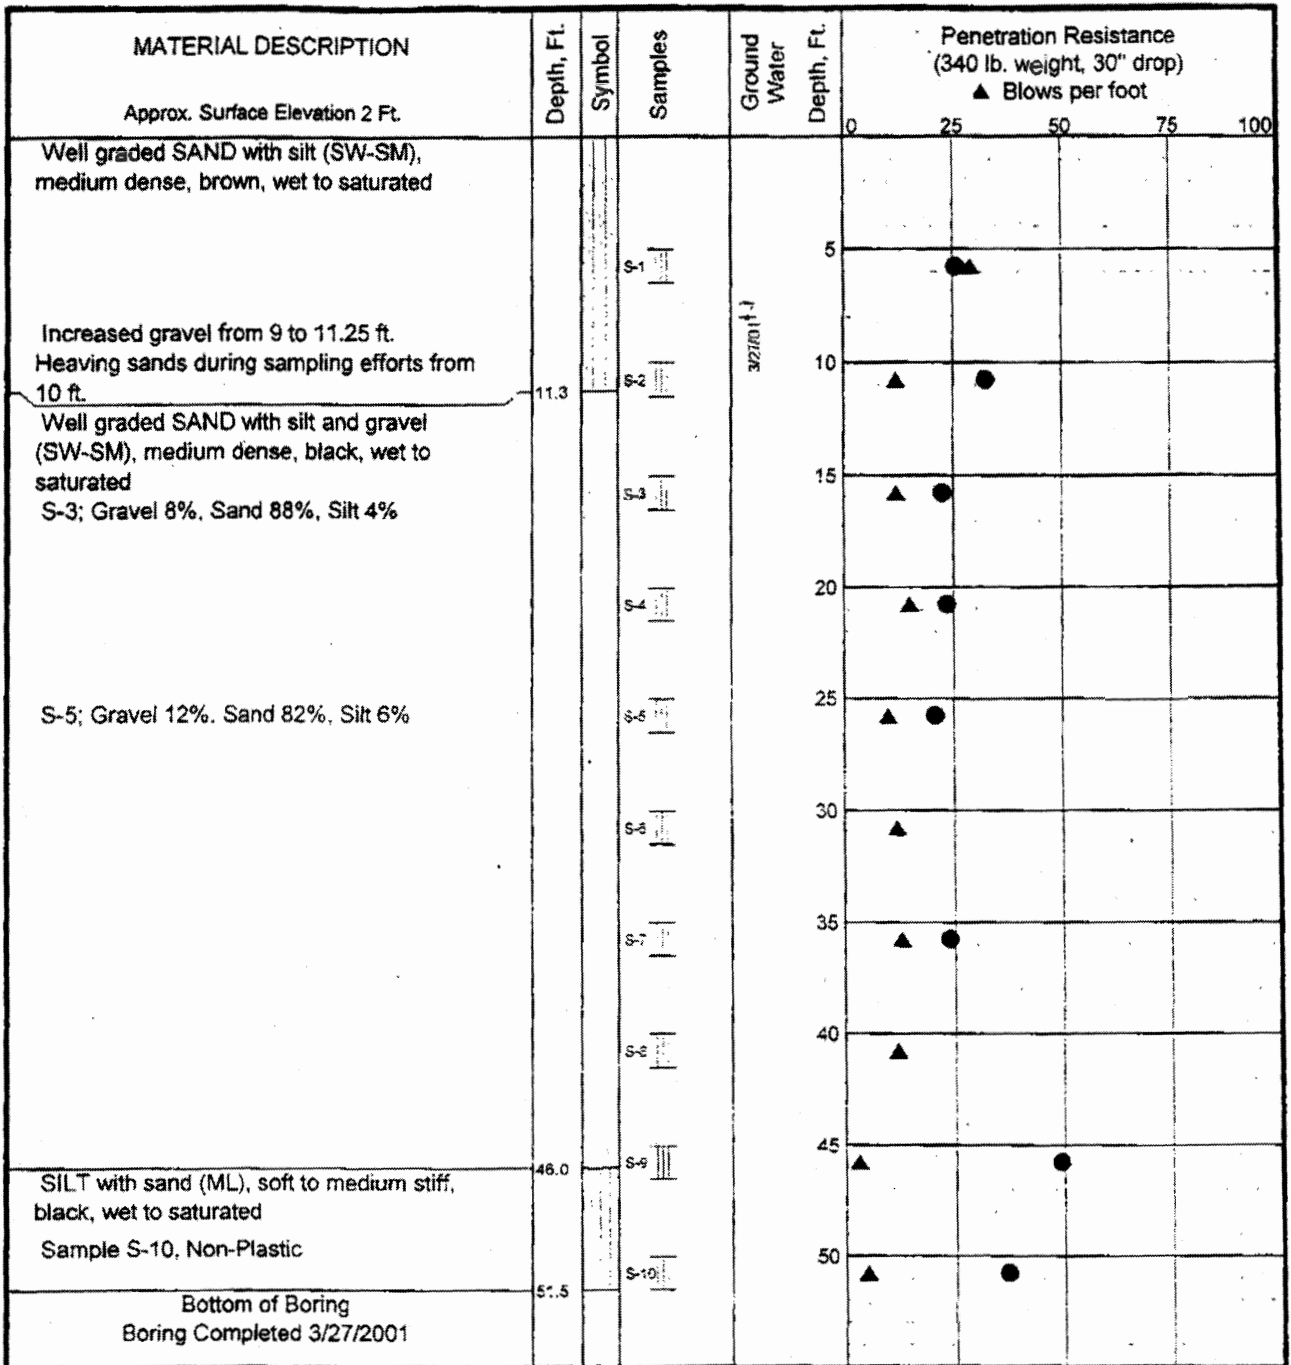 MATERIAL DESCRIPTION
Approx. Surface Elevation 2 Ft.
Depth, Ft.
Symbol
Samples
Ground
Water
Depth, Ft.
Penetration Resistance
(340 lb. weight, 30" drop)
▲ Blows per foot
0 25 50 75 100
Well graded SAND with silt (SW-SM),
medium dense, brown, wet to saturated
5
S-1
3/27/01
Increased gravel from 9 to 11.25 ft.
Heaving sands during sampling efforts from
10 ft.
10
S-2
11.3
Well graded SAND with silt and gravel
(SW-SM), medium dense, black, wet to
saturated
S-3; Gravel 8%, Sand 88%, Silt 4%
15
S-3
20
S-4
25
S-5; Gravel 12%. Sand 82%, Silt 6%
S-5
30
S-6
35
S-7
40
S-8
45
S-9
46.0
SILT with sand (ML), soft to medium stiff,
black, wet to saturated
Sample S-10, Non-Plastic
50
S-10
51.5
Bottom of Boring
Boring Completed 3/27/2001